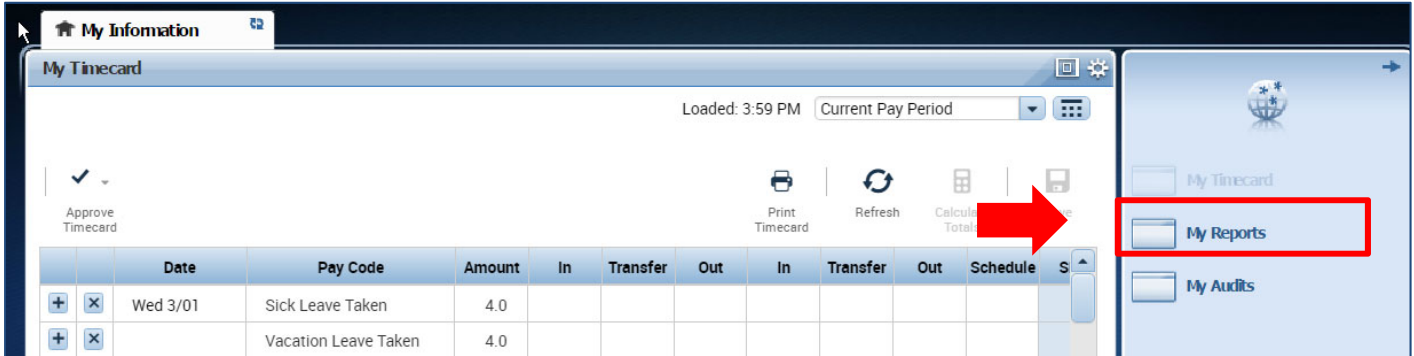 My Information
My Timecard
Loaded: 3:59 PM Current Pay Period
Approve
Timecard
Print
Timecard
Refresh
My Timecard
My Reports
My Audits
Date Pay Code Amount In Transfer Out In Transfer Out Schedule
Wed 3/01 Sick Leave Taken 4.0
Vacation Leave Taken 4.0